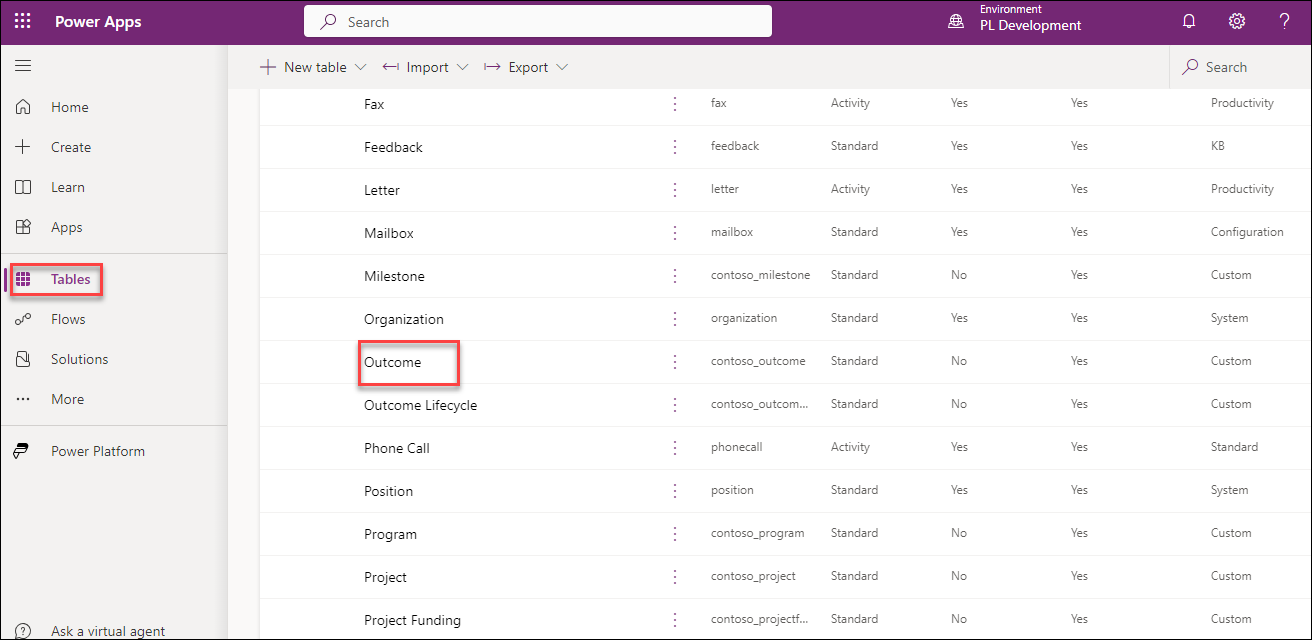 Power Apps
Search
Environment
PL Development
?
New table
Import
Export
Search
Home
Create
Learn
Apps
Tables
Flows
Solutions
More
Power Platform
Ask a virtual agent
Fax fax Activity Yes Yes Productivity
Feedback feedback Standard Yes Yes KB
Letter letter Activity Yes Yes Productivity
Mailbox mailbox Standard Yes Yes Configuration
Milestone contoso_milestone Standard No Yes Custom
Organization organization Standard Yes Yes System
Outcome contoso_outcome Standard No Yes Custom
Outcome Lifecycle contoso_outcom... Standard No Yes Custom
Phone Call phonecall Activity Yes Yes Standard
Position position Standard Yes Yes System
Program contoso_program Standard No Yes Custom
Project contoso_project Standard No Yes Custom
Project Funding contoso_projectf... Standard No Yes Custom